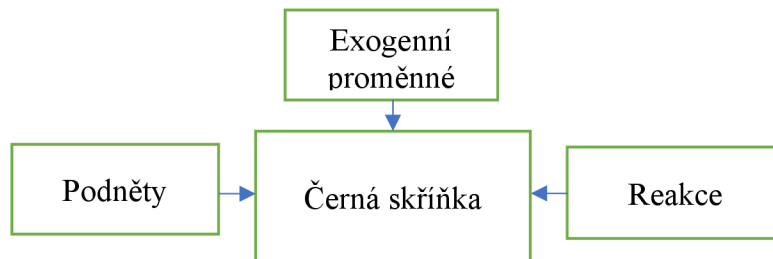 Exogenní
proměnné
Podněty
Černá skříňka
Reakce